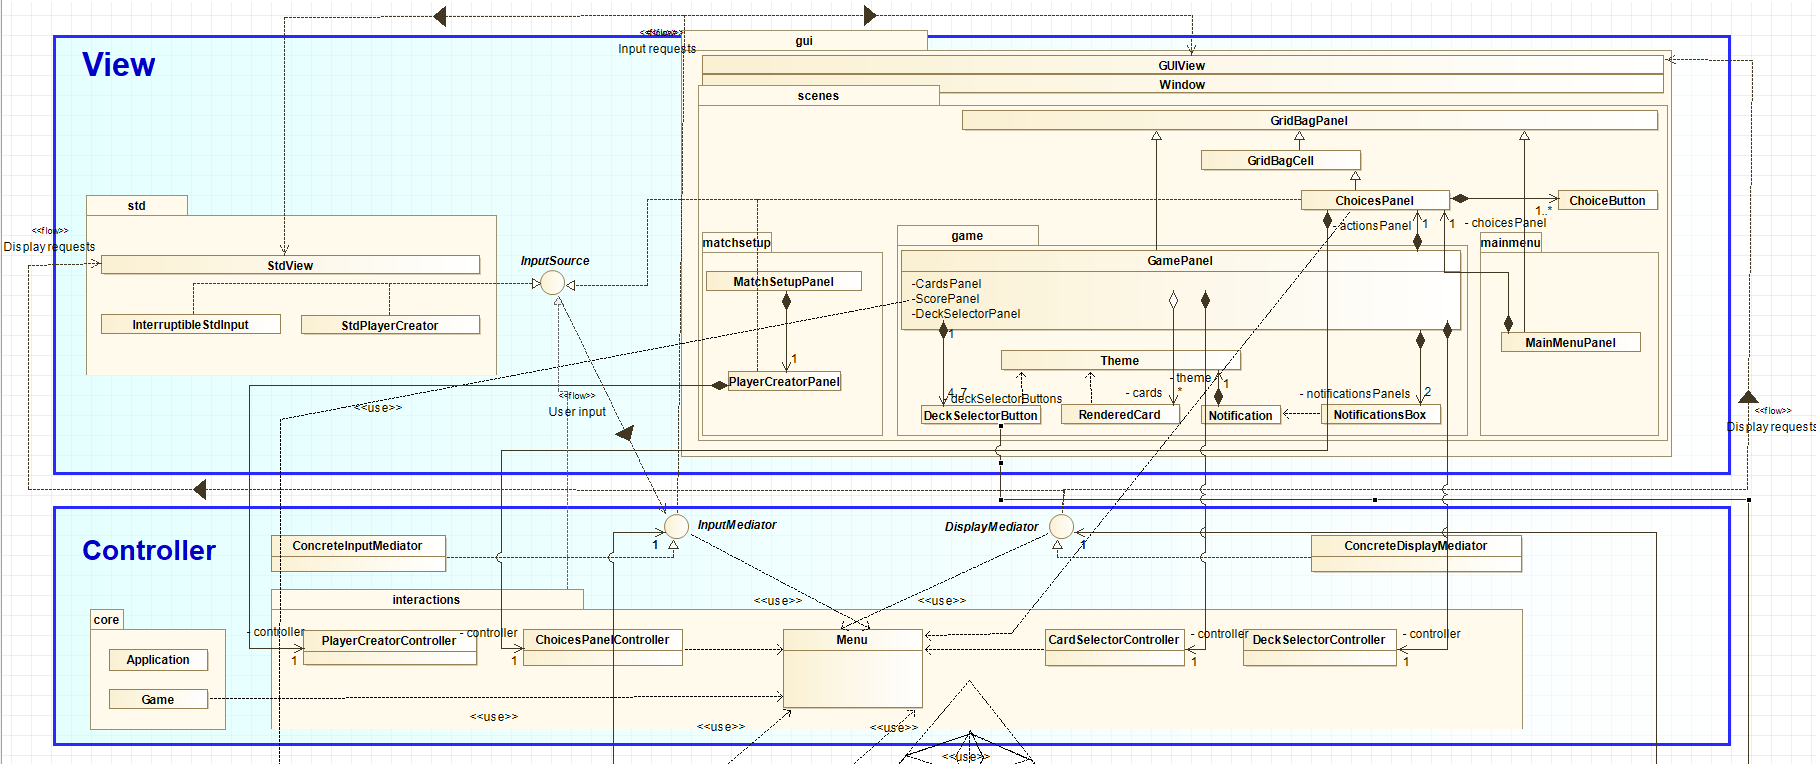 <<flow>>
Input requests
View
gui
GUIView
Window
scenes
GridBagPanel
GridBagCell
ChoicesPanel
ChoiceButton
1..*
- actionsPanel
1
1
- choicesPanel
std
<<flow>>
Display requests
StdView
InterruptibleStdInput
StdPlayerCreator
InputSource
matchsetup
MatchSetupPanel
1
PlayerCreatorPanel
game
GamePanel
-CardsPanel
-ScorePanel
-DeckSelectorPanel
1
Theme
- theme
1
4..7
- deckSelectorButtons
- cards
*
- notificationsPanels
2
DeckSelectorButton
RenderedCard
Notification
NotificationsBox
mainmenu
MainMenuPanel
<<use>>
<<flow>>
User input
<<flow>>
Display requests
Controller
InputMediator
1
DisplayMediator
1
ConcreteInputMediator
ConcreteDisplayMediator
interactions
<<use>>
<<use>>
core
Application
Game
- controller
1
PlayerCreatorController
- controller
1
ChoicesPanelController
Menu
CardSelectorController
- controller
1
DeckSelectorController
- controller
1
<<use>>
<<use>>
<<use>>
<<use>>